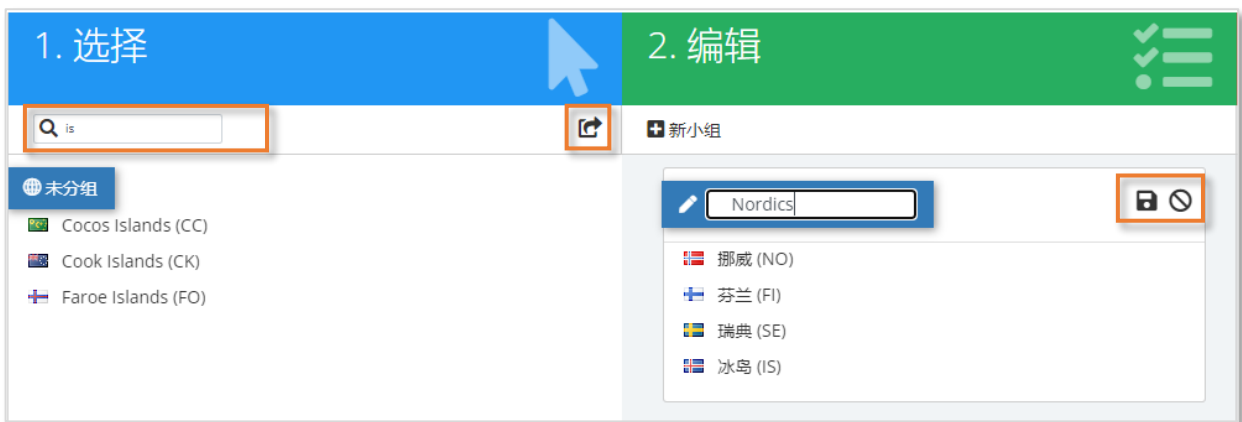 1. 选择
is
未分组
Cocos Islands (CC)
Cook Islands (CK)
Faroe Islands (FO)
2. 编辑
新小组
Nordics
挪威 (NO)
芬兰 (FI)
瑞典 (SE)
冰岛 (IS)